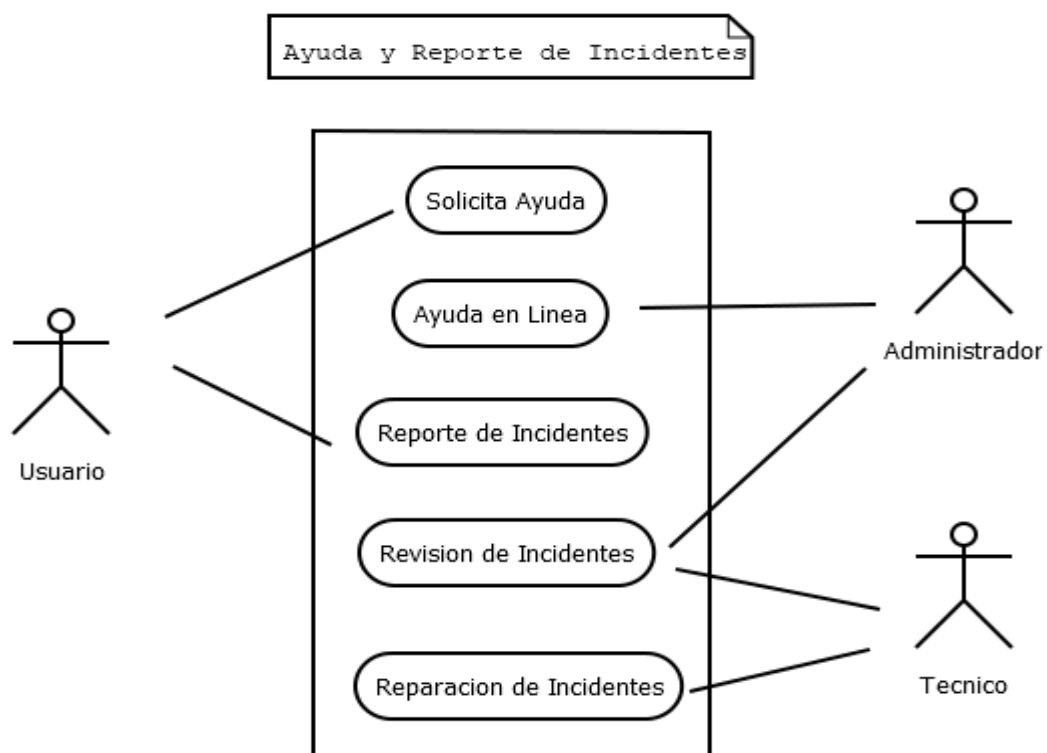 Ayuda y Reporte de Incidentes
Solicita Ayuda
Ayuda en Linea
Administrador
Reporte de Incidentes
Usuario
Revision de Incidentes
Reparacion de Incidentes
Tecnico